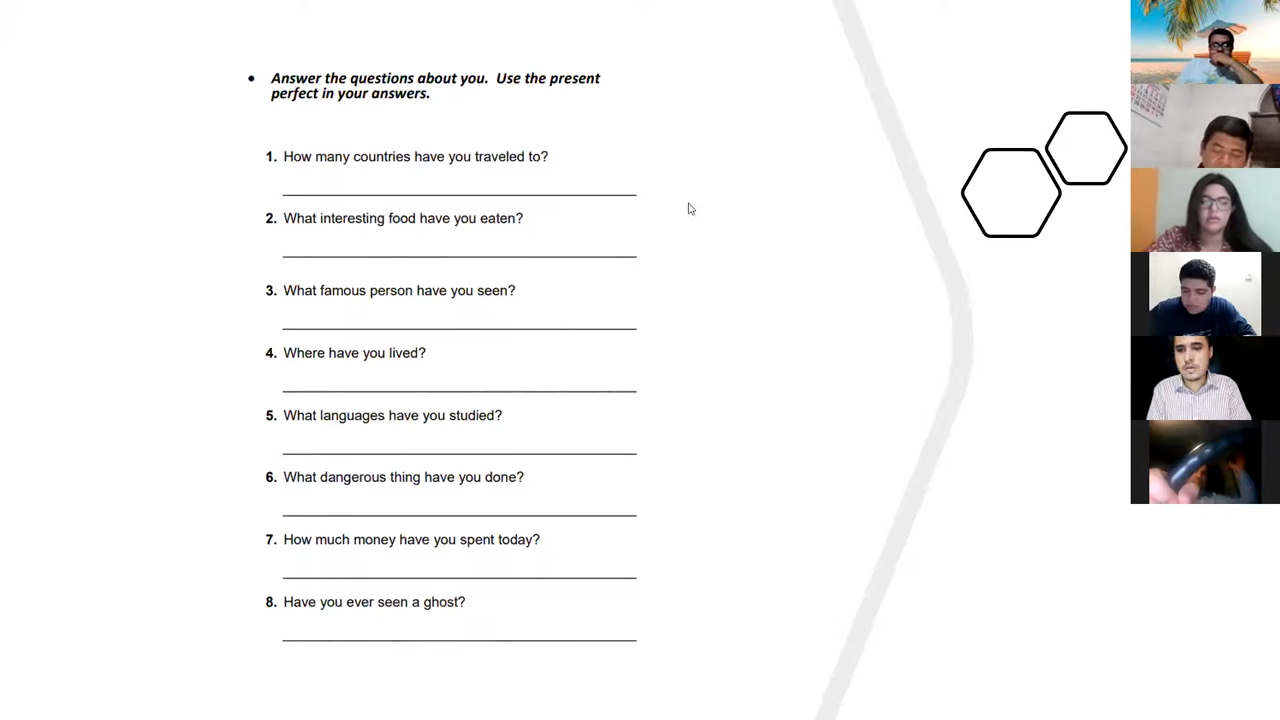 • Answer the questions about you.  Use the present
perfect in your answers.
1. How many countries have you traveled to?
2. What interesting food have you eaten?
3. What famous person have you seen?
4. Where have you lived?
5. What languages have you studied?
6. What dangerous thing have you done?
7. How much money have you spent today?
8. Have you ever seen a ghost?